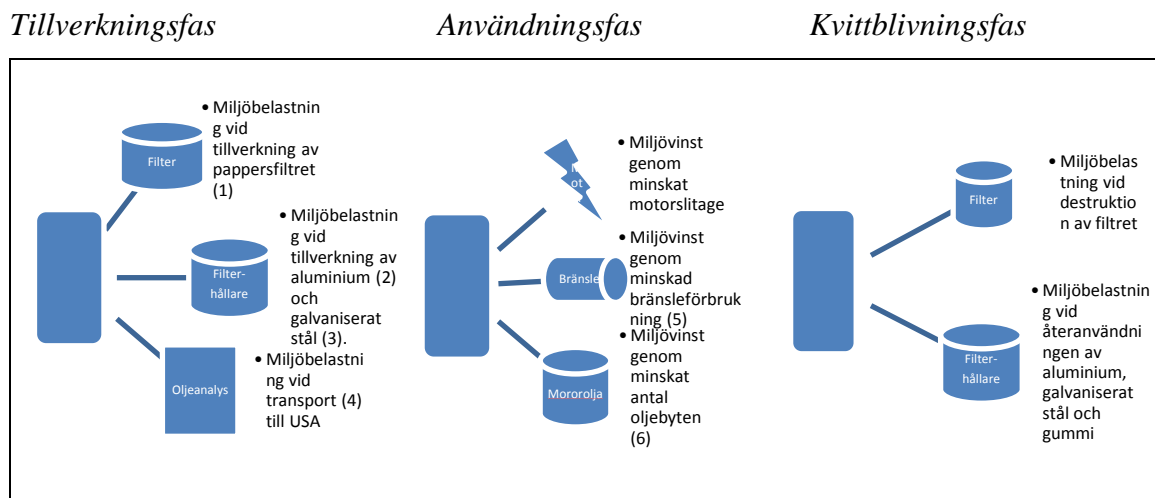 Tillverkningsfas
Användningsfas
Kvittblivningsfas
Filter
• Miljöbelastnin
g vid
tillverkning av
pappersfiltret
(1)
Filter-
hållare
• Miljöbelastnin
g vid
tillverkning av
aluminium (2)
och
galvaniserat
stål (3).
Oljeanalys
• Miljöbelastni
ng vid
transport (4)
till USA
• Miljövinst
genom
minskat
motorslitage
Bränsle
• Miljövinst
genom
minskad
bränsleförbruk
ning (5)
Mororolja
• Miljövinst
genom
minskat
antal
oljebyten
(6)
Filter
• Miljöbelas
tning vid
destruktio
n av filtret
Filter-
hållare
• Miljöbelastnin
g vid
återanvändni
ngen av
aluminium,
galvaniserat
stål och
gummi